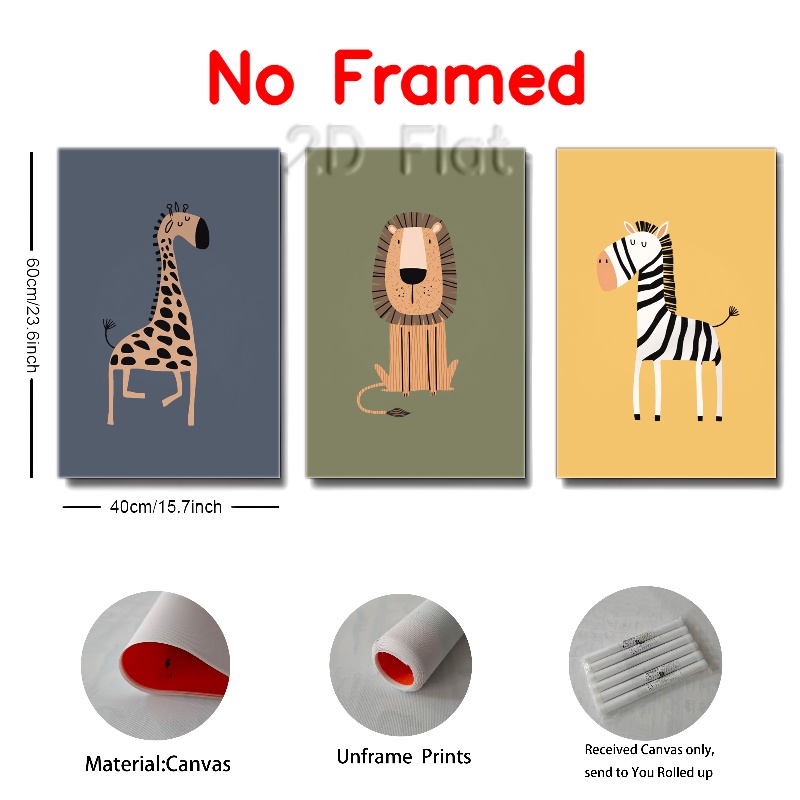 No Framed
2D Flat
60cm/23.6inch
40cm/15.7inch
Material:Canvas
Unframe Prints
Received Canvas only,
send to You Rolled up